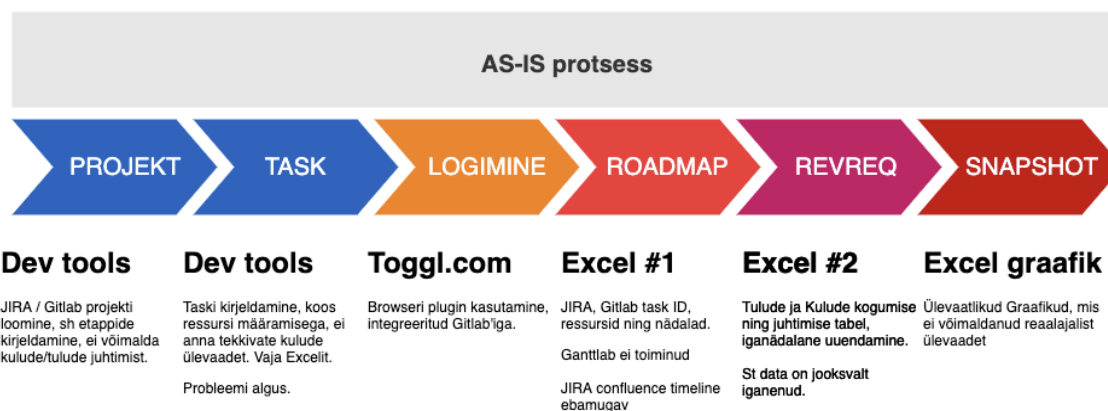 AS-IS protsess
PROJEKT
TASK
LOGIMINE
ROADMAP
REVREQ
SNAPSHOT
Dev tools
JIRA / Gitlab projekti
loomine, sh etappide
kirjeldamine, ei võimalda
kulude/tulude juhtimist.
Dev tools
Taski kirjeldamine, koos
ressursi määramisega, ei
anna tekkivate kulude
ülevaadet. Vaja Excelit.
Probleemi algus.
Toggl.com
Browseri plugin kasutamine,
integreeritud Gitlab'iga.
Excel #1
JIRA, Gitlab task ID,
ressursid ning nädalad.
Ganttlab ei toiminud
JIRA confluence timeline
ebamugav
Excel #2
Tulude ja Kulude kogumise
ning juhtimise tabel,
iganädalane uuendamine.
St data on jooksvalt
iganenud.
Excel graafik
Ülevaatlikud Graafikud, mis
ei võimaldanud reaalajalist
ülevaadet